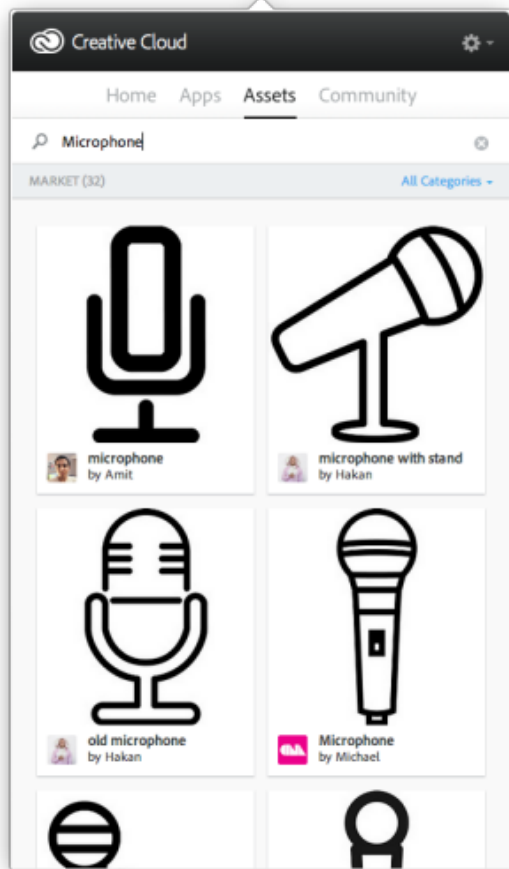 Creative Cloud
Home Apps Assets Community
Microphone
MARKET (32) All Categories
microphone
by Amit
microphone with stand
by Hakan
old microphone
by Hakan
Microphone
by Michael